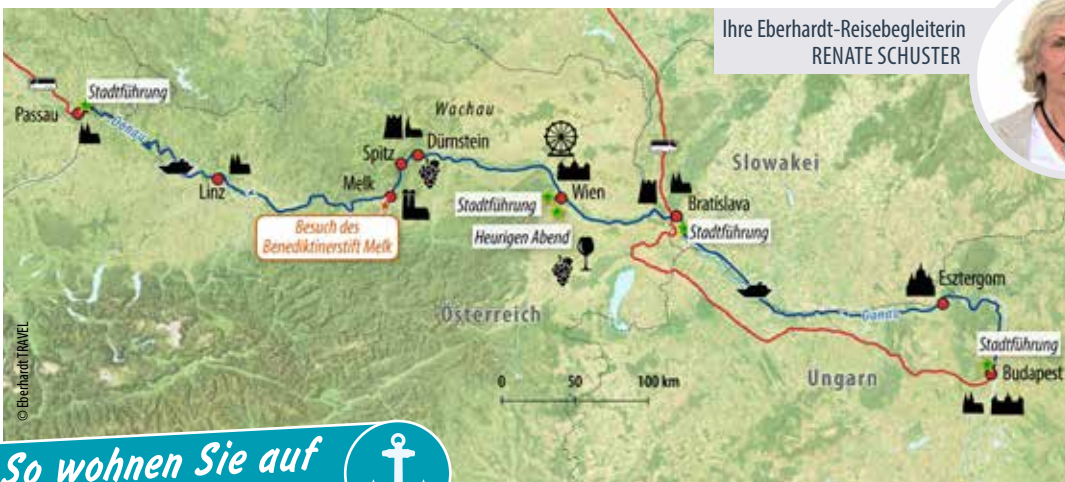 Ihre Eberhardt-Reisebegleiterin
RENATE SCHUSTER
Stadtführung
Passau
Donau
Linz
Wachau
Dürnstein
Spitz
Melk
Besuch des
Benediktinerstift Melk
Stadtführung
Wien
Heurigen Abend
Slowakei
Bratislava
Stadtführung
Esztergom
Donau
Stadtführung
Budapest
Österreich
Ungarn
0 50 100 km
© Eberhardt TRAVEL
So wohnen Sie auf